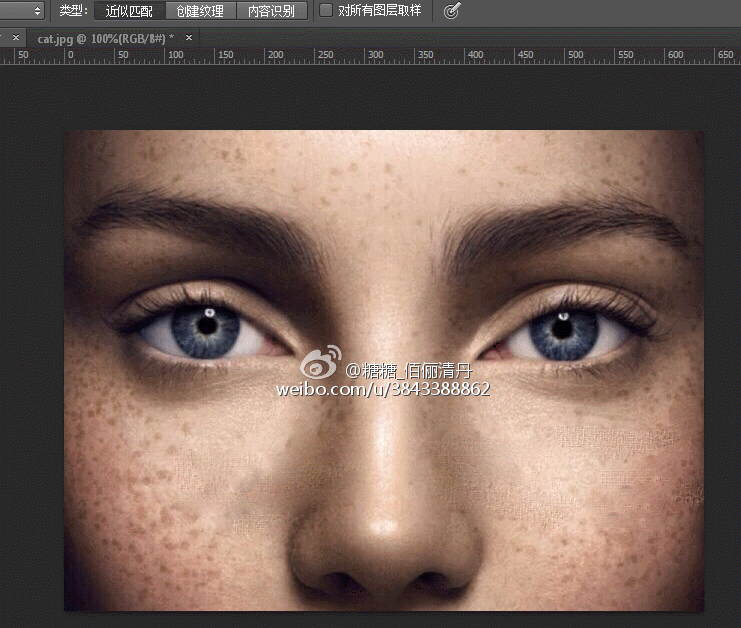 类型: 近似匹配 创建纹理 内容识别 对所有图层取样
× cat.jpg @ 100%(RGB/8#) * ×
50 0 50 100 150 200 250 300 350 400 450 500 550 600 650
@糖糖_佰俪清丹
weibo.com/u/3843388862